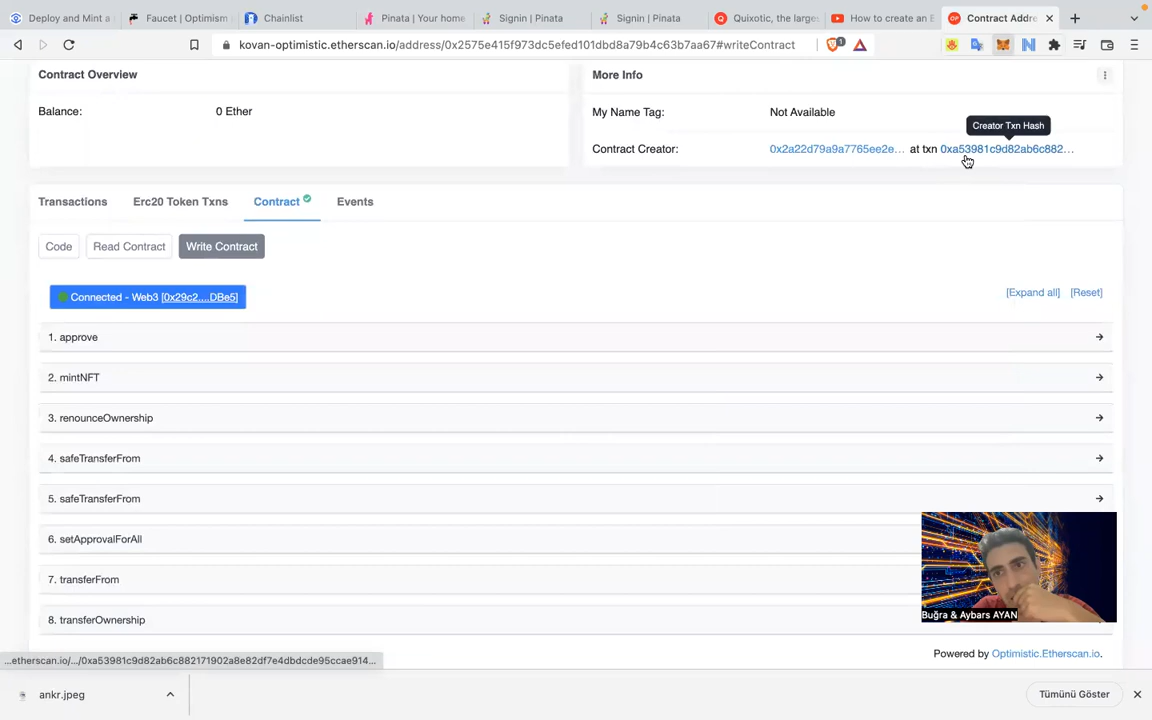 Deploy and Mint a
Faucet | Optimism
Chainlist
Pinata | Your home
Signin | Pinata
Signin | Pinata
Quixotic, the larges
How to create an E
Contract Addre
kovan-optimistic.etherscan.io/address/0x2575e415f973dc5efed101dbd8a79b4c63b7aa67#writeContract
1
Contract Overview
More Info
Balance:
0 Ether
My Name Tag:
Not Available
Creator Txn Hash
Contract Creator:
0x2a22d79a9a7765ee2e... at txn 0xa53981c9d82ab6c882...
Transactions
Erc20 Token Txns
Contract
Events
Code
Read Contract
Write Contract
Connected - Web3 [0x29c2....DBe5]
[Expand all]
[Reset]
1. approve
2. mintNFT
3. renounceOwnership
4. safeTransferFrom
5. safeTransferFrom
6. setApprovalForAll
7. transferFrom
8. transferOwnership
Buğra & Aybars AYAN
Powered by Optimistic.Etherscan.io.
...etherscan.io/.../0xa53981c9d82ab6c882171902a8e82df7e4dbdcde95ccae914...
ankr.jpeg
Tümünü Göster